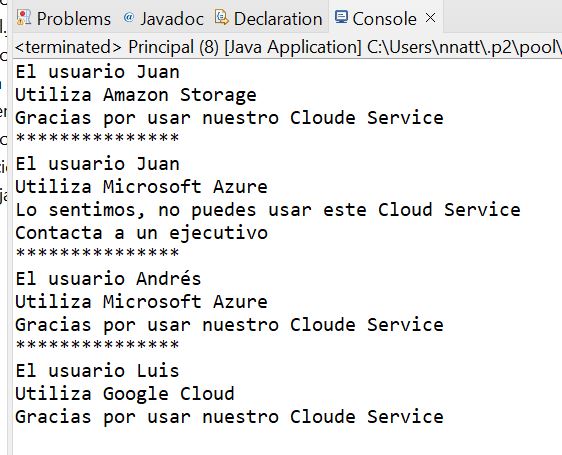 Problems @ Javadoc Declaration Console
<terminated> Principal (8) [Java Application] C:\Users\nnatt\.p2\pool\
El usuario Juan
Utiliza Amazon Storage
Gracias por usar nuestro Cloude Service
***************
El usuario Juan
Utiliza Microsoft Azure
Lo sentimos, no puedes usar este Cloud Service
Contacta a un ejecutivo
***************
El usuario Andrés
Utiliza Microsoft Azure
Gracias por usar nuestro Cloude Service
***************
El usuario Luis
Utiliza Google Cloud
Gracias por usar nuestro Cloude Service